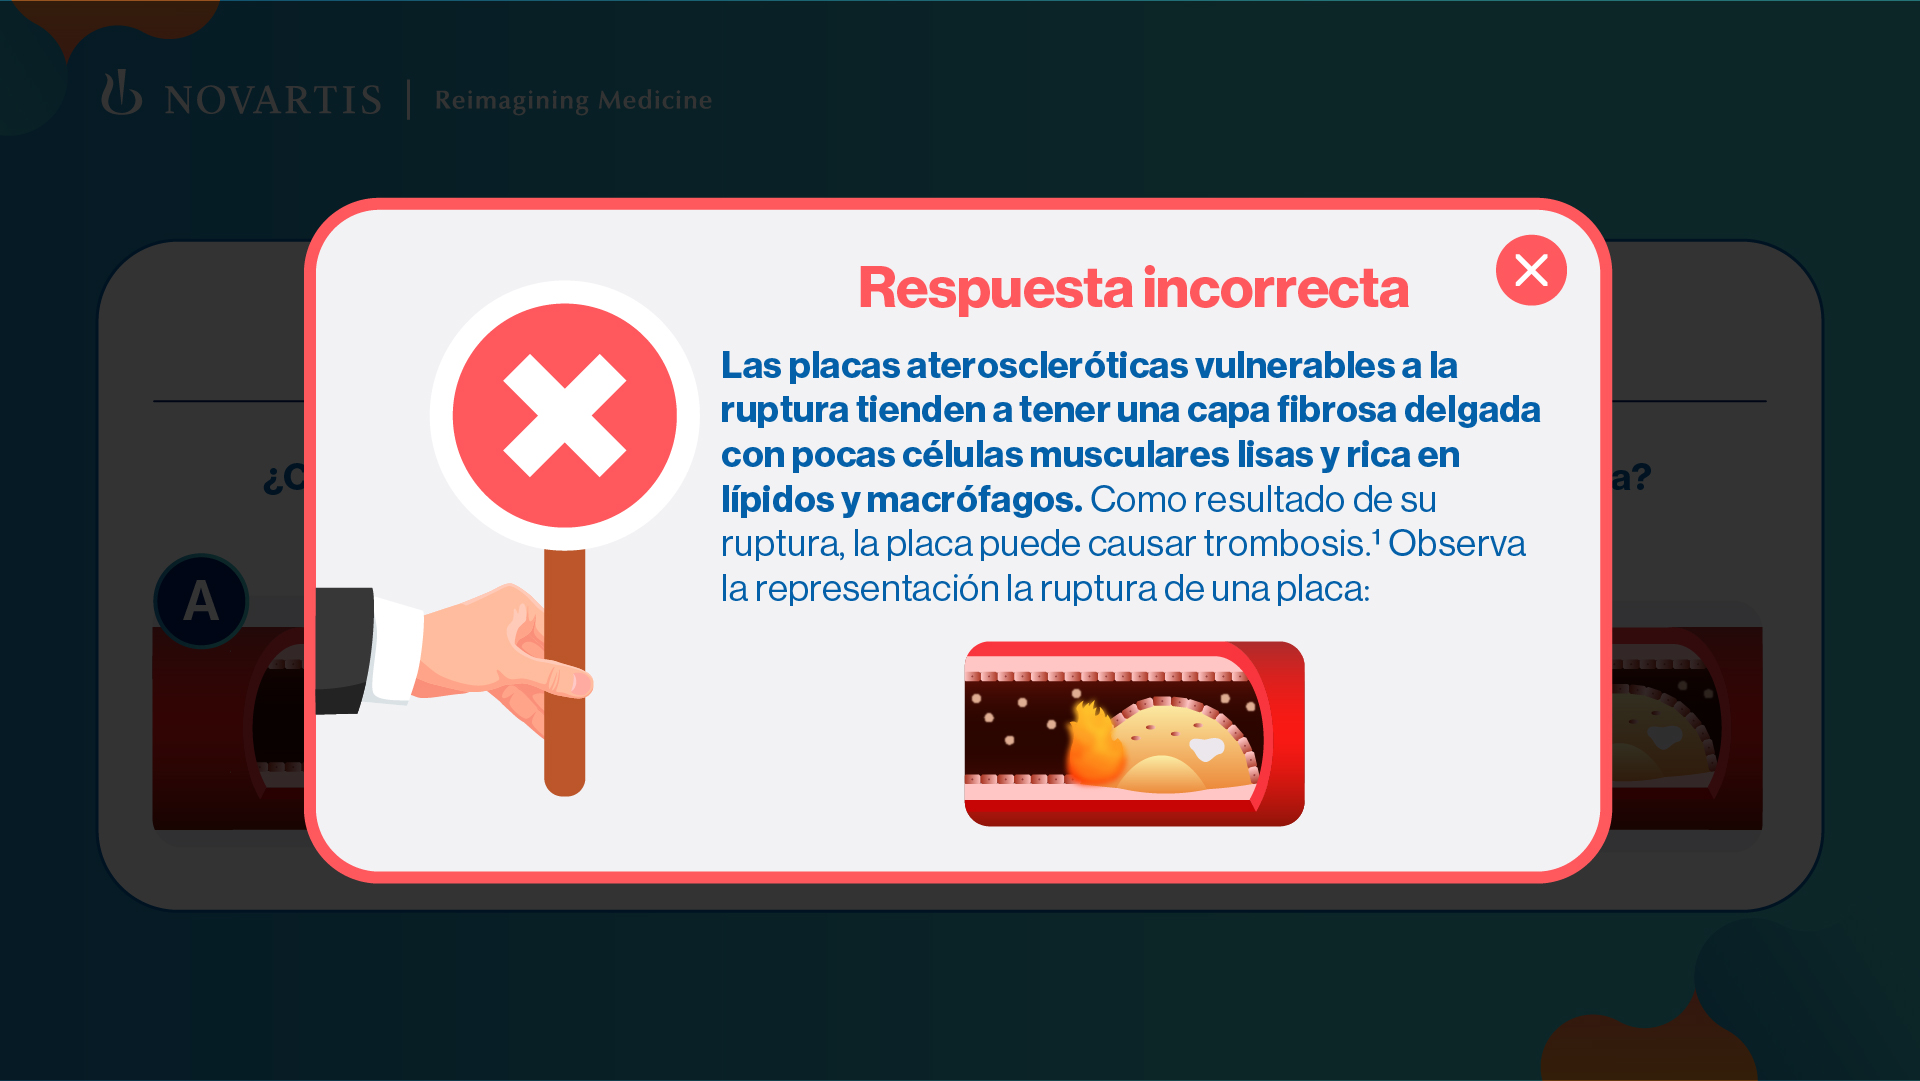 NOVARTIS | Reimagining Medicine
Respuesta incorrecta
Las placas ateroscleróticas vulnerables a la
ruptura tienden a tener una capa fibrosa delgada
con pocas células musculares lisas y rica en
lípidos y macrófagos. Como resultado de su
ruptura, la placa puede causar trombosis.¹ Observa
la representación la ruptura de una placa:
A